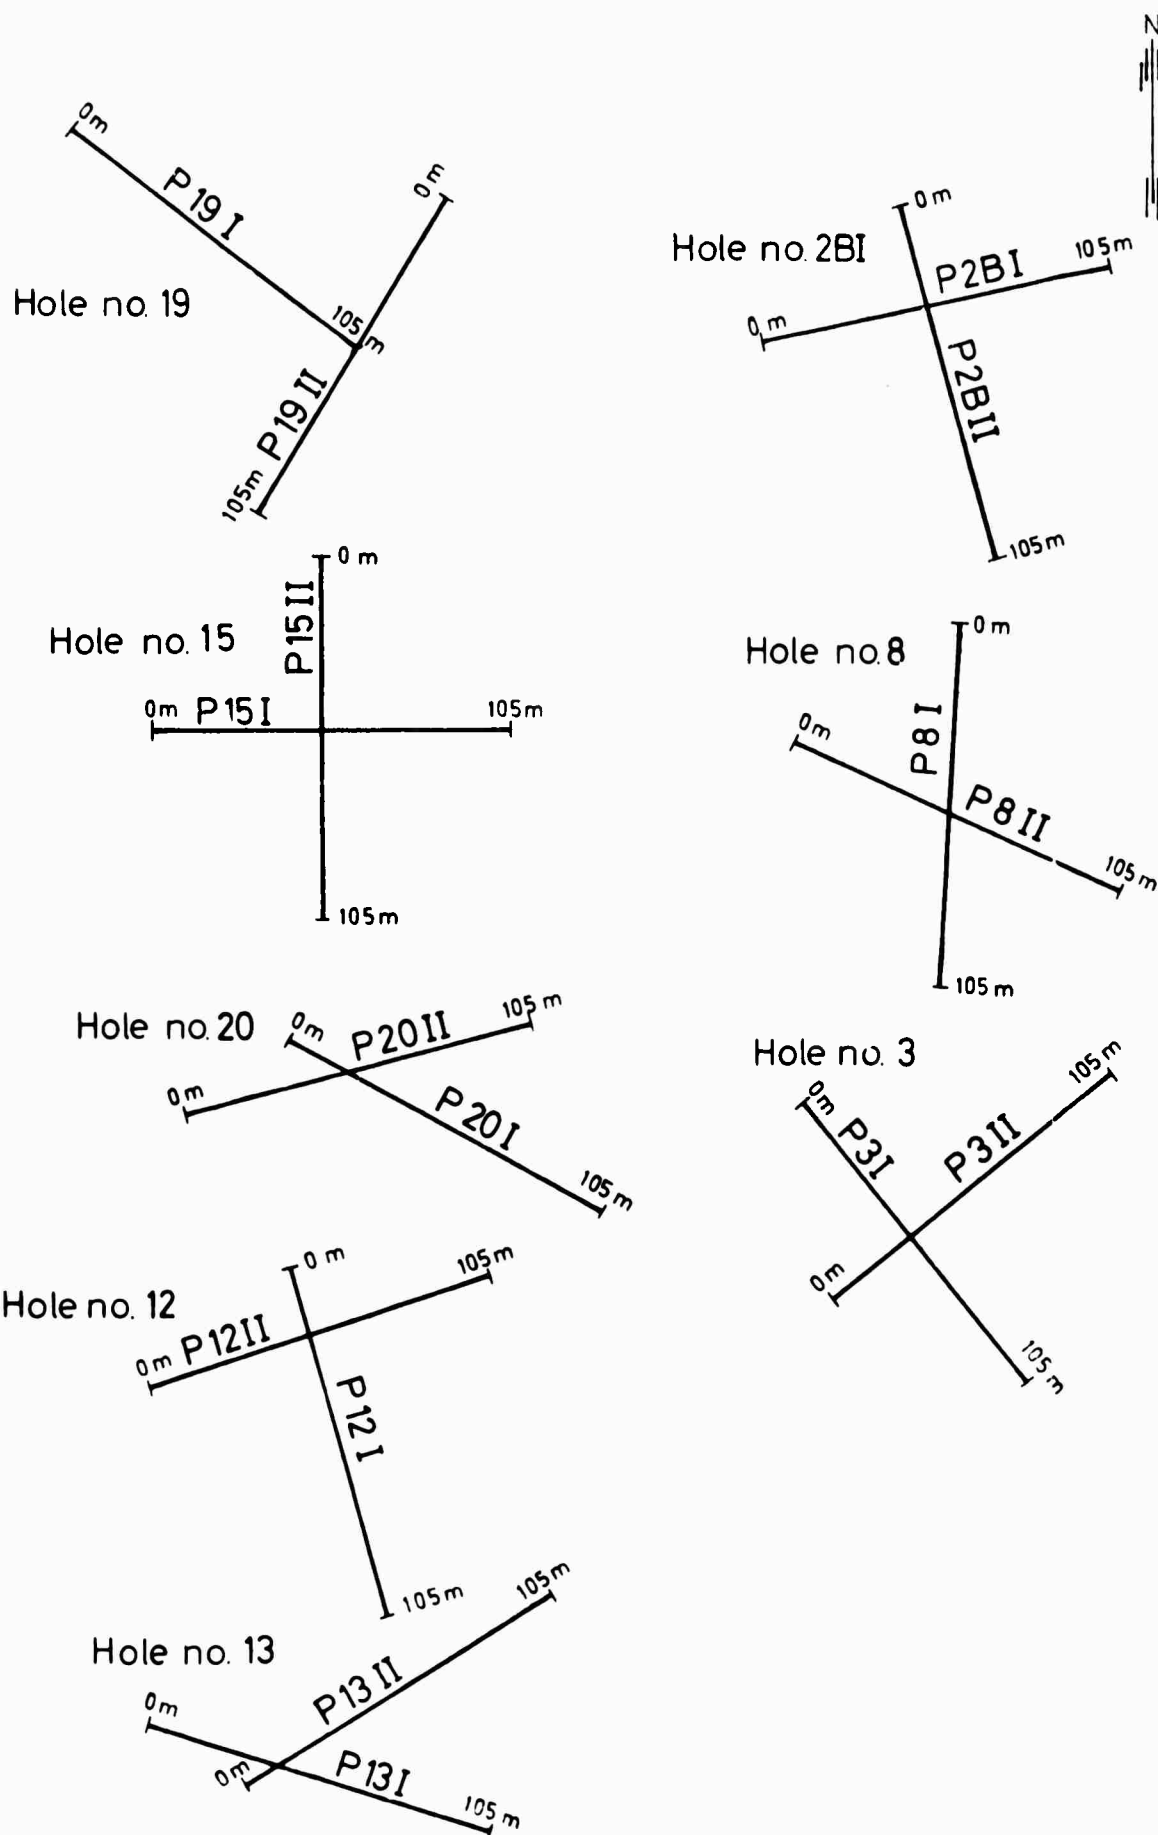 N
0m
P19 I
0m
Hole no. 19
105m
P19 II
105m
0m
Hole no. 2BI
P2BI
105m
0m
P2BII
105m
0 m
P15 II
Hole no. 15
0m P15 I
105m
105m
0m
Hole no. 8
P8 I
0m
P8 II
105m
105m
Hole no. 20
0m
P20 II
105m
0m
P20 I
105m
Hole no. 3
0m
P3 I
P3 II
105m
0m
105m
0m
105m
Hole no. 12
P12 II
0m
P12 I
105m
Hole no. 13
105m
P13 II
0m
0m
P13 I
105m